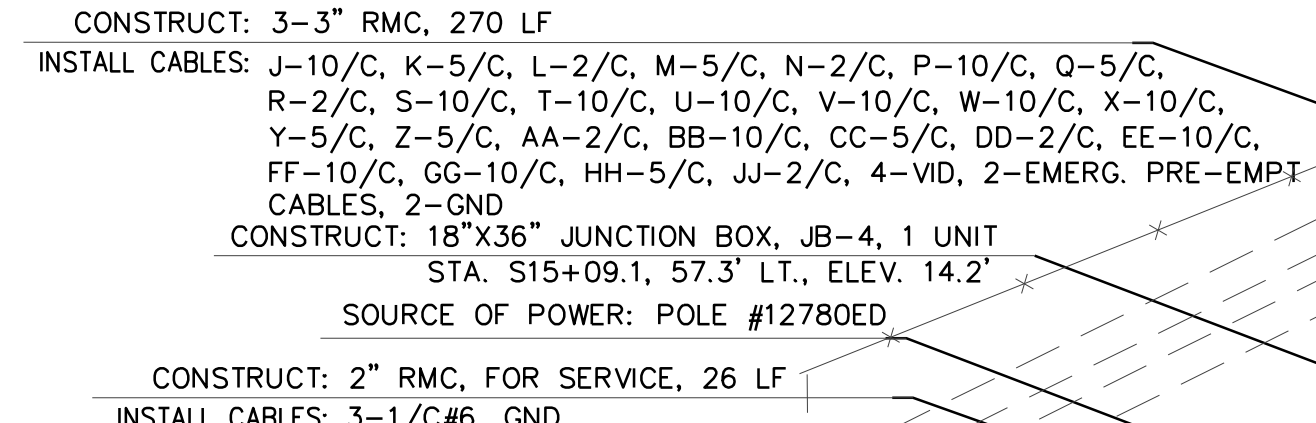 CONSTRUCT: 3-3" RMC, 270 LF
INSTALL CABLES: J-10/C, K-5/C, L-2/C, M-5/C, N-2/C, P-10/C, Q-5/C,
R-2/C, S-10/C, T-10/C, U-10/C, V-10/C, W-10/C, X-10/C,
Y-5/C, Z-5/C, AA-2/C, BB-10/C, CC-5/C, DD-2/C, EE-10/C,
FF-10/C, GG-10/C, HH-5/C, JJ-2/C, 4-VID, 2-EMERG. PRE-EMPT
CABLES, 2-GND
CONSTRUCT: 18"X36" JUNCTION BOX, JB-4, 1 UNIT
STA. S15+09.1, 57.3' LT., ELEV. 14.2'
SOURCE OF POWER: POLE #12780ED
CONSTRUCT: 2" RMC, FOR SERVICE, 26 LF
INSTALL CABLES: 3-1/C#6, GND